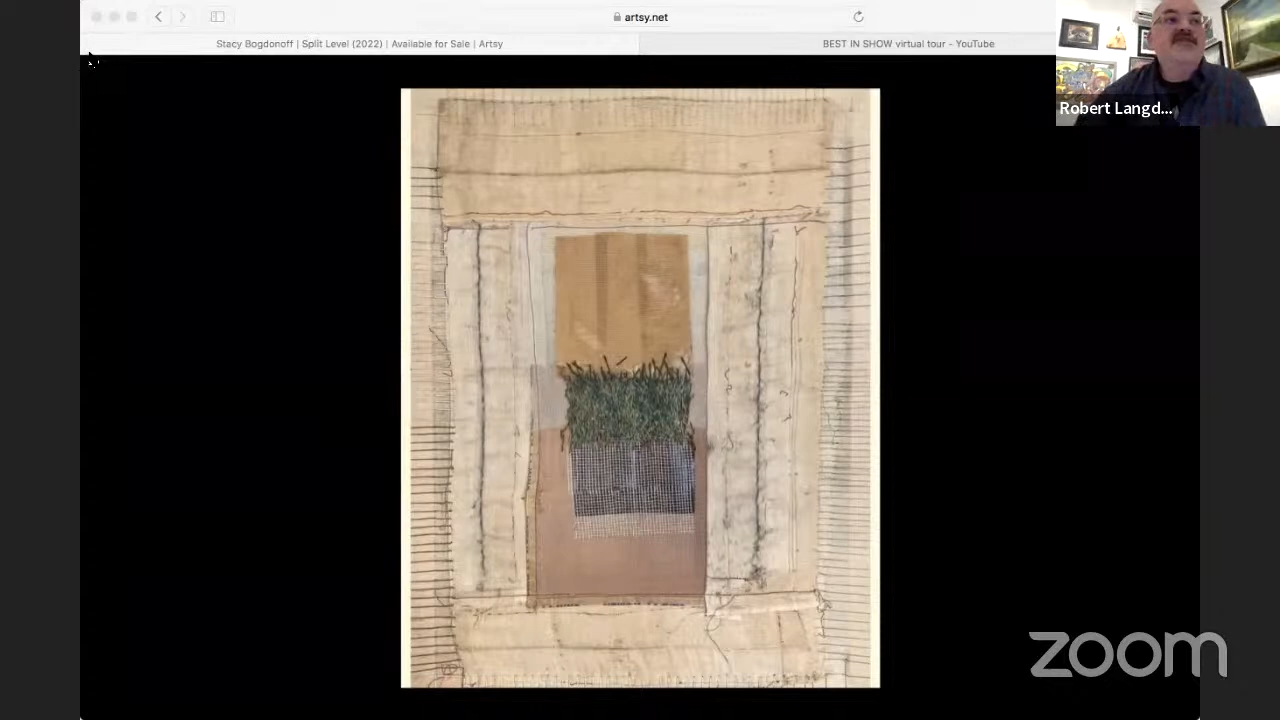 artsy.net
Stacy Bogdonoff | Split Level (2022) | Available for Sale | Artsy
BEST IN SHOW virtual tour - YouTube
Robert Langd...
zoom